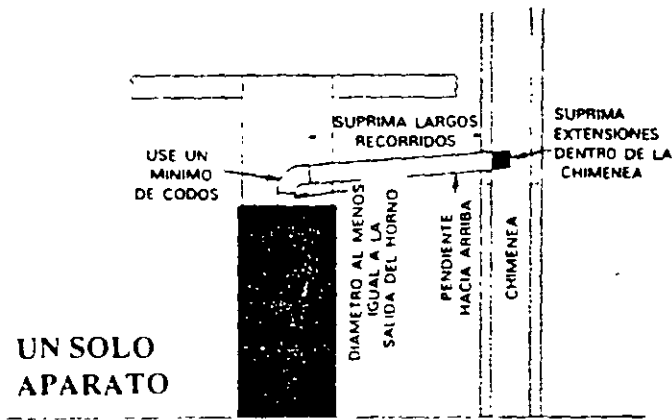 SUPRIMA LARGOS
RECORRIDOS
SUPRIMA
EXTENSIONES
DENTRO DE LA
CHIMENEA
USE UN
MINIMO
DE CODOS
DIAMETRO AL MENOS
IGUAL A LA
SALIDA DEL HORNO
PENDIENTE
HACIA ARRIBA
CHIMENEA
UN SOLO
APARATO